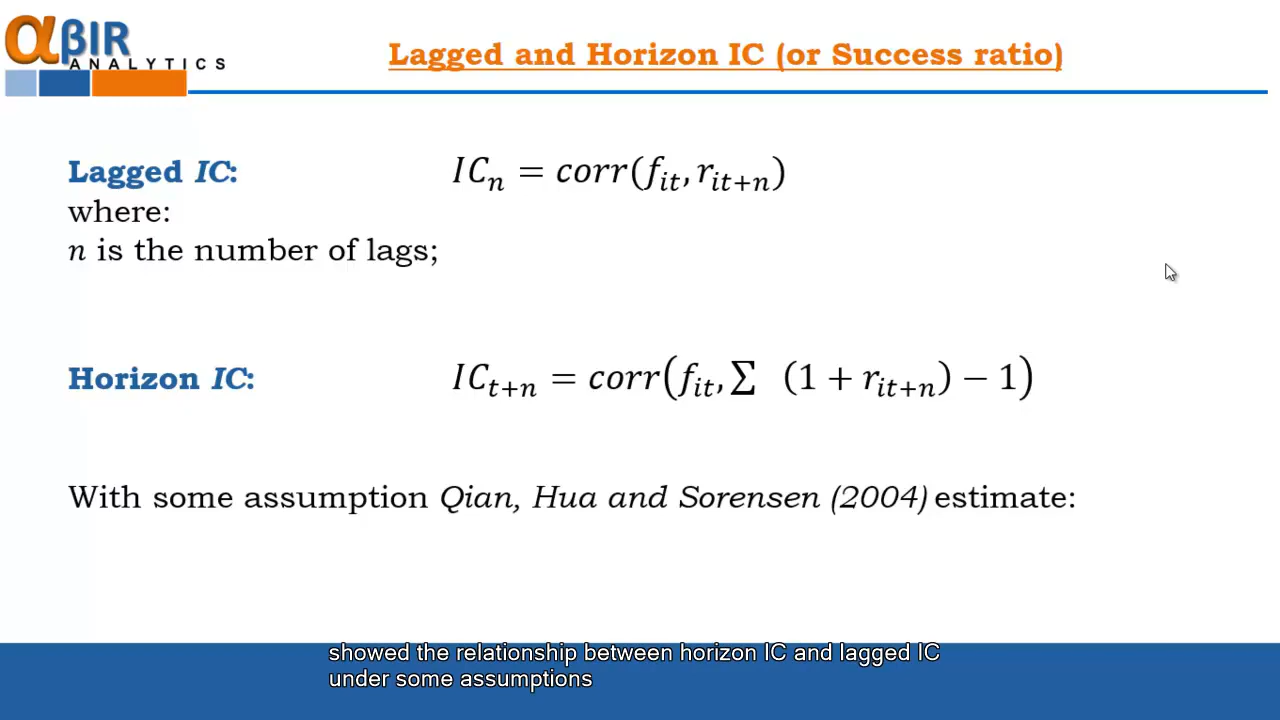 αβIR
ANALYTICS
Lagged and Horizon IC (or Success ratio)
Lagged IC: ICₙ = corr(fᵢₜ, rᵢₜ₊ₙ)
where:
n is the number of lags;
Horizon IC: ICₜ₊ₙ = corr(fᵢₜ, ∑ (1 + rᵢₜ₊ₙ) − 1)
With some assumption Qian, Hua and Sorensen (2004) estimate:
showed the relationship between horizon IC and lagged IC
under some assumptions